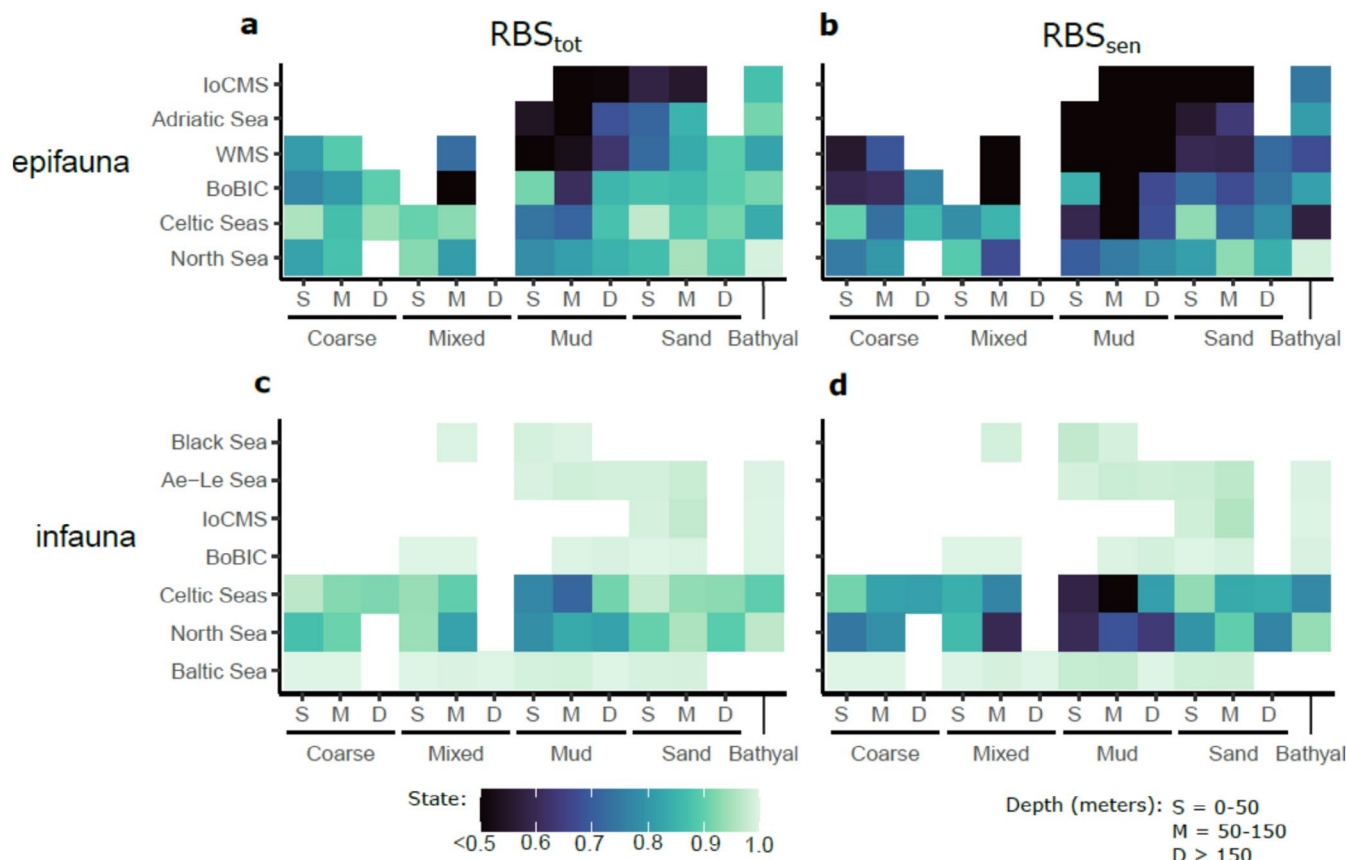 a
RBStot
b
RBSsen
epifauna
IoCMS
Adriatic Sea
WMS
BoBIC
Celtic Seas
North Sea
S M D S M D S M D S M D
Coarse Mixed Mud Sand Bathyal
S M D S M D S M D S M D
Coarse Mixed Mud Sand Bathyal
c
d
infauna
Black Sea
Ae-Le Sea
IoCMS
BoBIC
Celtic Seas
North Sea
Baltic Sea
S M D S M D S M D S M D
Coarse Mixed Mud Sand Bathyal
S M D S M D S M D S M D
Coarse Mixed Mud Sand Bathyal
State:
<0.5 0.6 0.7 0.8 0.9 1.0
Depth (meters): S = 0-50
M = 50-150
D > 150